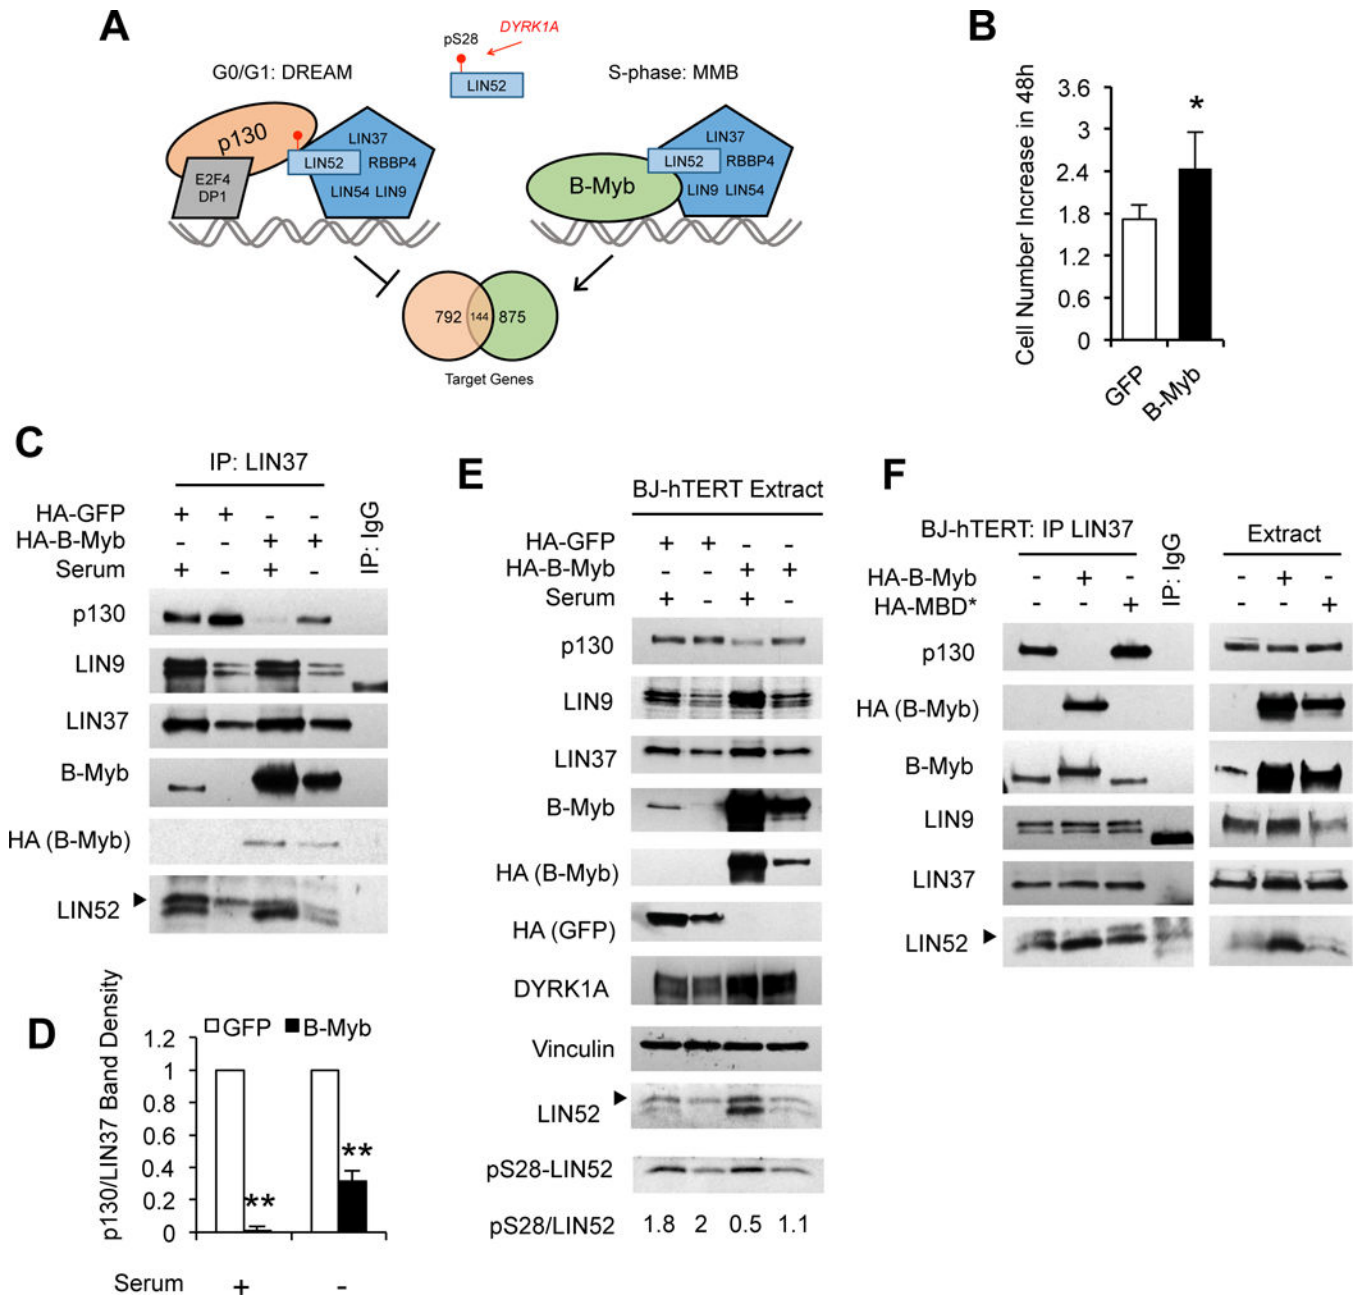 A
DYRK1A
pS28
LIN52
G0/G1: DREAM
S-phase: MMB
p130
LIN37
LIN52 RBBP4
E2F4
DP1
LIN54 LIN9
LIN37
LIN52 RBBP4
B-Myb
LIN9 LIN54
792 144 875
Target Genes
B
Cell Number Increase in 48h
3.6
3
2.4
1.8
1.2
0.6
0
*
GFP
B-Myb
C
IP: LIN37
HA-GFP + + - -
HA-B-Myb - - + +
Serum + - + -
IP: IgG
p130
LIN9
LIN37
B-Myb
HA (B-Myb)
LIN52
D
p130/LIN37 Band Density
GFP B-Myb
1.2
1
0.8
0.6
0.4
0.2
0
**
**
Serum + -
E
BJ-hTERT Extract
HA-GFP + + - -
HA-B-Myb - - + +
Serum + - + -
p130
LIN9
LIN37
B-Myb
HA (B-Myb)
HA (GFP)
DYRK1A
Vinculin
LIN52
pS28-LIN52
pS28/LIN52 1.8 2 0.5 1.1
F
BJ-hTERT: IP LIN37
IP: IgG
Extract
HA-B-Myb - + - - + -
HA-MBD* - - + - - +
p130
HA (B-Myb)
B-Myb
LIN9
LIN37
LIN52